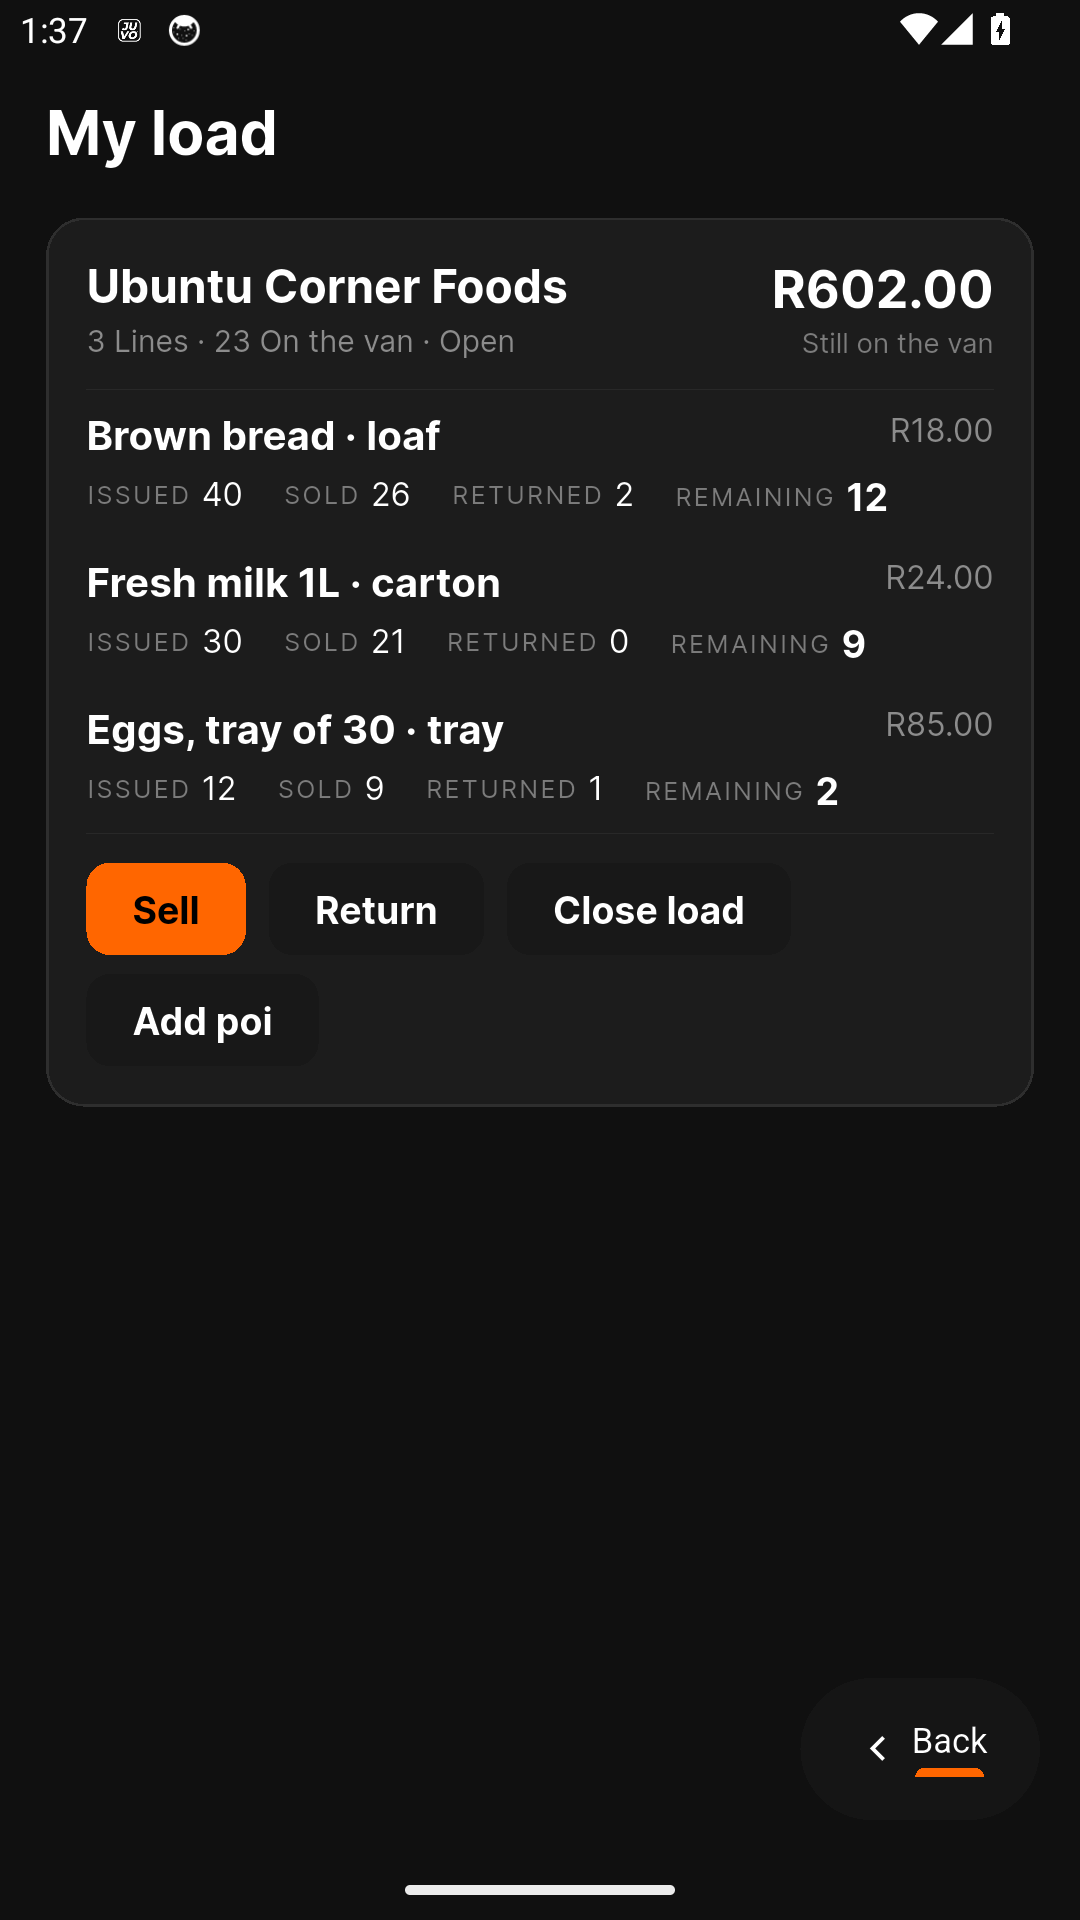 1:37
JUVO
My load
Ubuntu Corner Foods
R602.00
3 Lines · 23 On the van · Open
Still on the van
Brown bread · loaf
R18.00
ISSUED 40 SOLD 26 RETURNED 2 REMAINING 12
Fresh milk 1L · carton
R24.00
ISSUED 30 SOLD 21 RETURNED 0 REMAINING 9
Eggs, tray of 30 · tray
R85.00
ISSUED 12 SOLD 9 RETURNED 1 REMAINING 2
Sell
Return
Close load
Add poi
Back